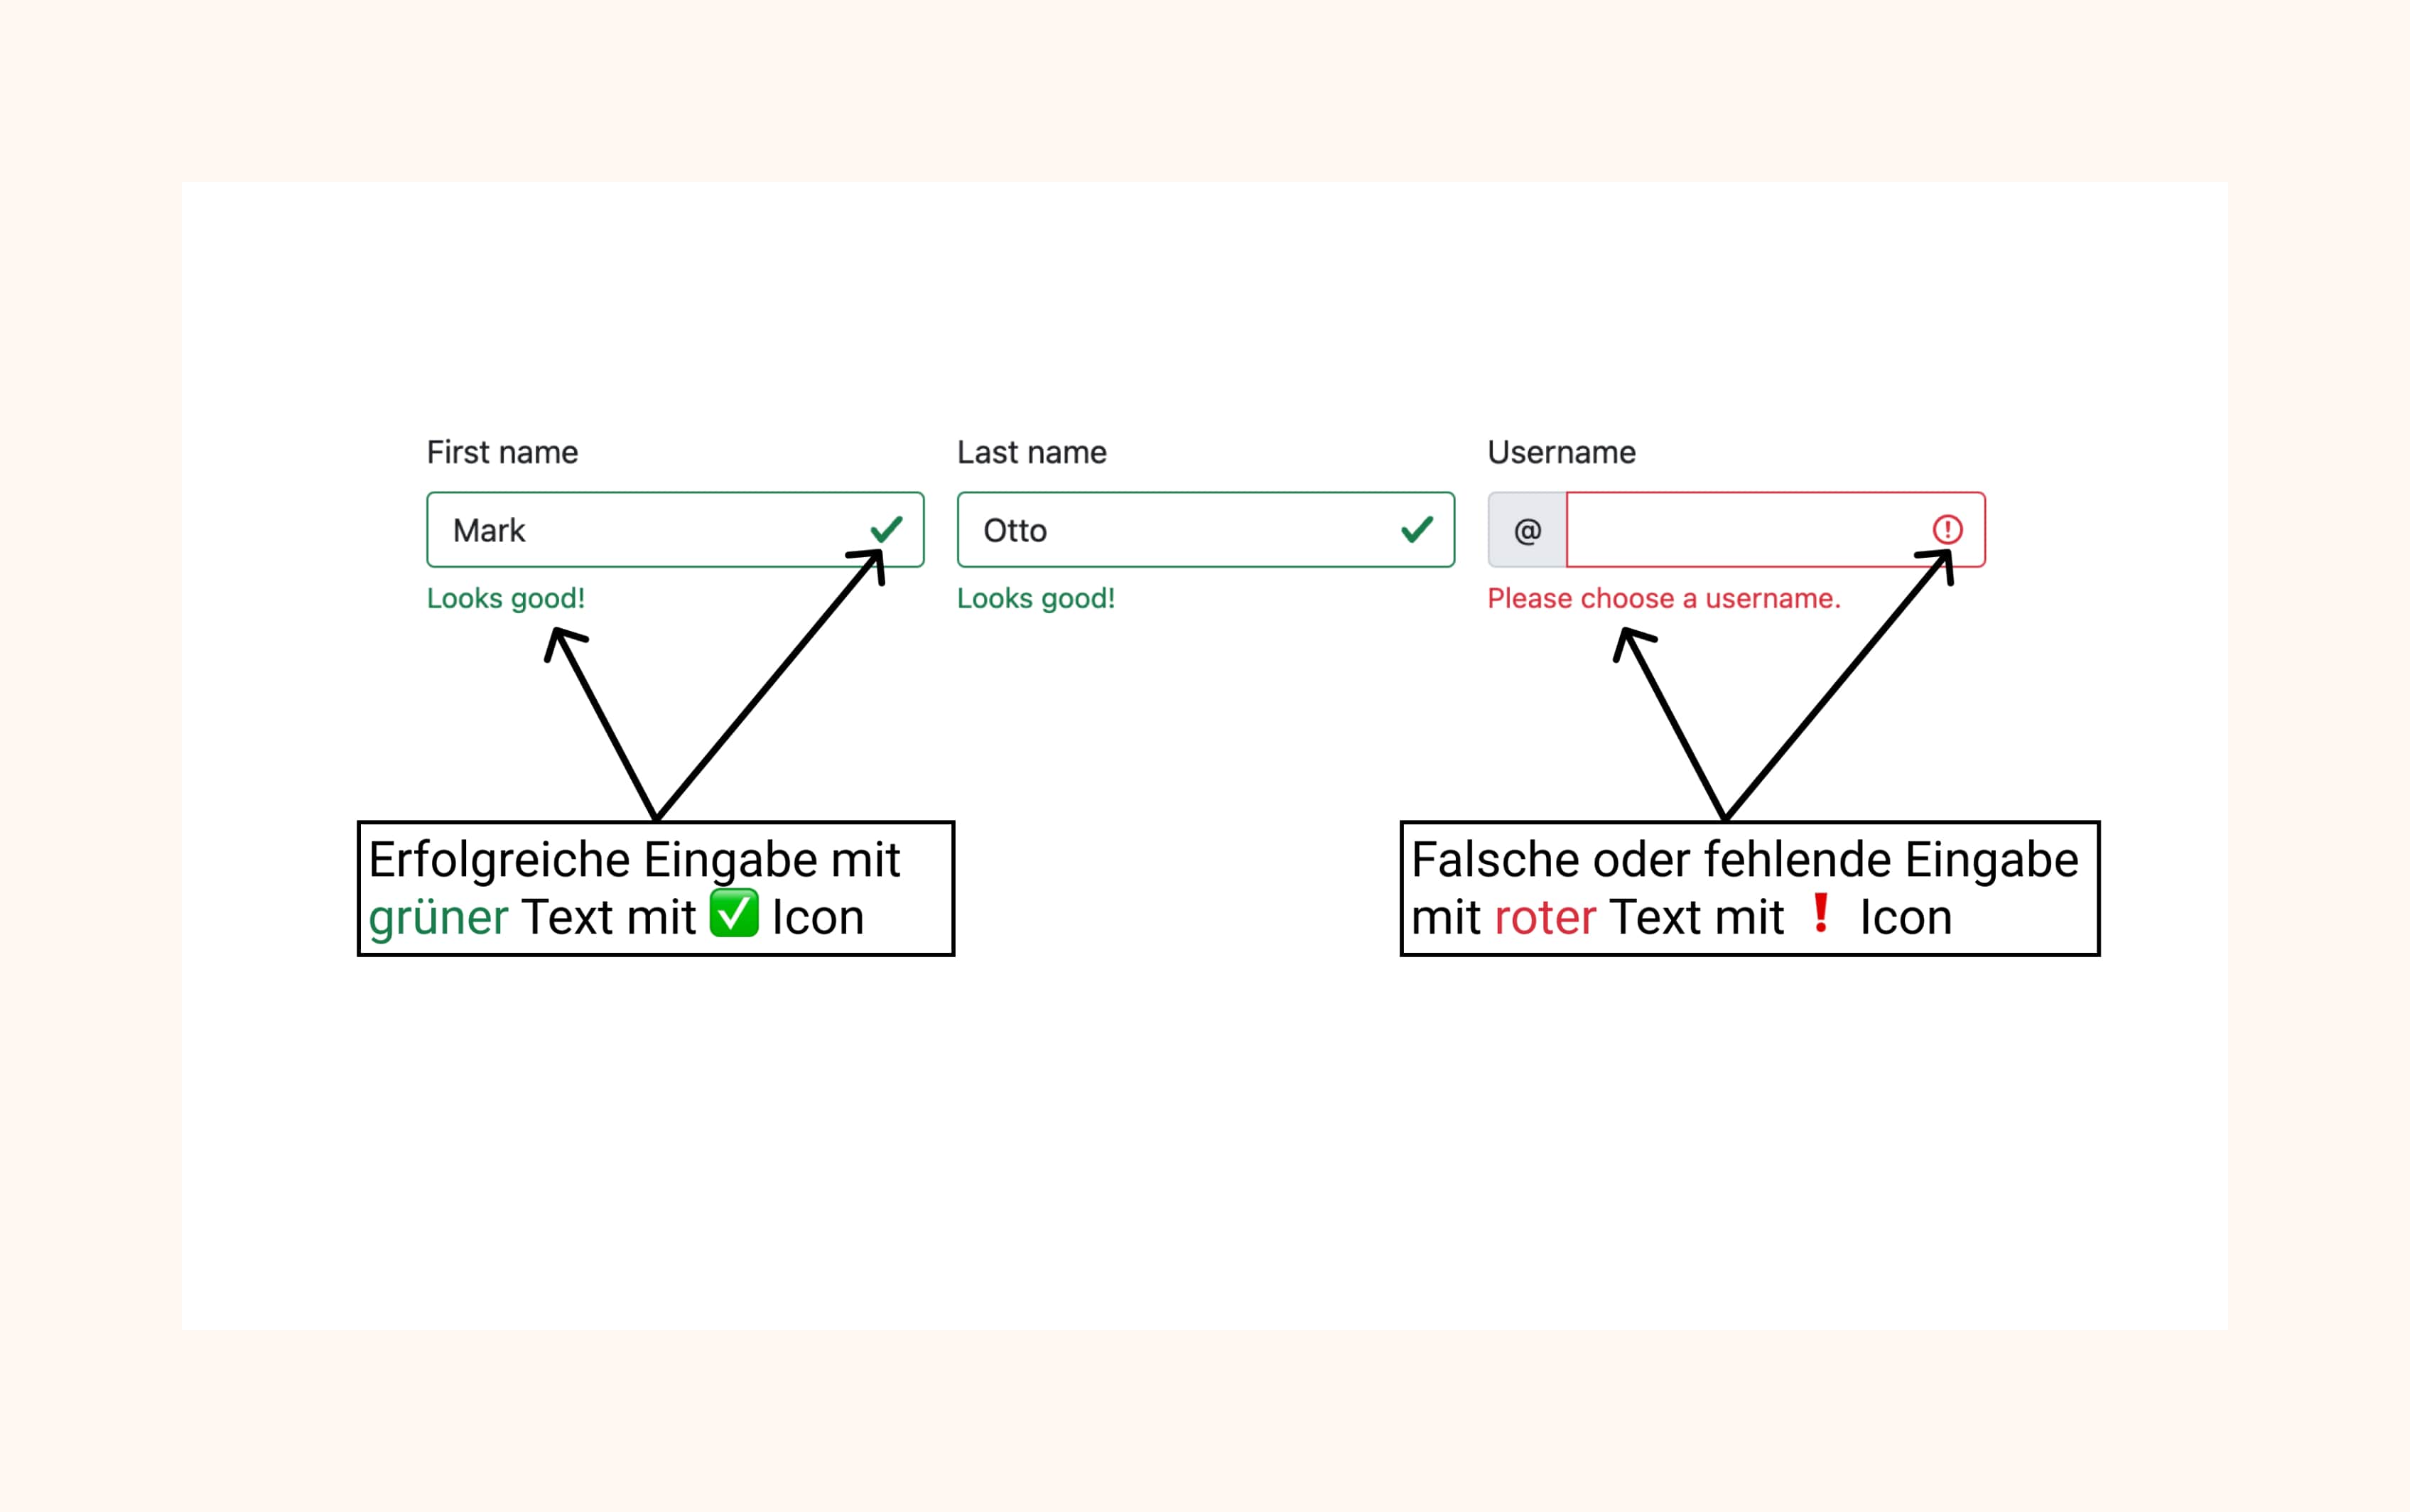 First name
Last name
Username
Mark
Otto
@
Looks good!
Looks good!
Please choose a username.
Erfolgreiche Eingabe mit
grüner Text mit ✅ Icon
Falsche oder fehlende Eingabe
mit roter Text mit ❗ Icon